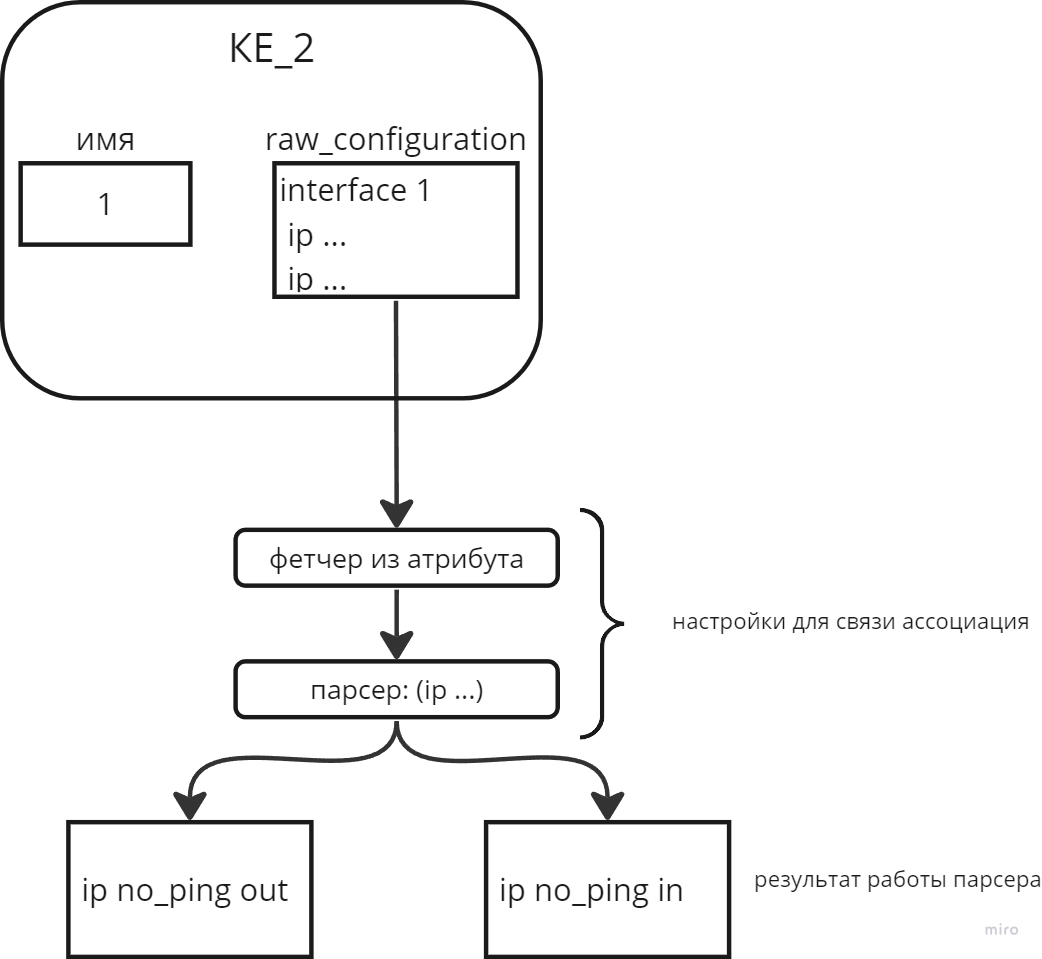 КЕ_2
имя
raw_configuration
1
interface 1
ip ...
ip ...
фетчер из атрибута
настройки для связи ассоциация
парсер: (ip ...)
ip no_ping out
ip no_ping in
результат работы парсера
miro